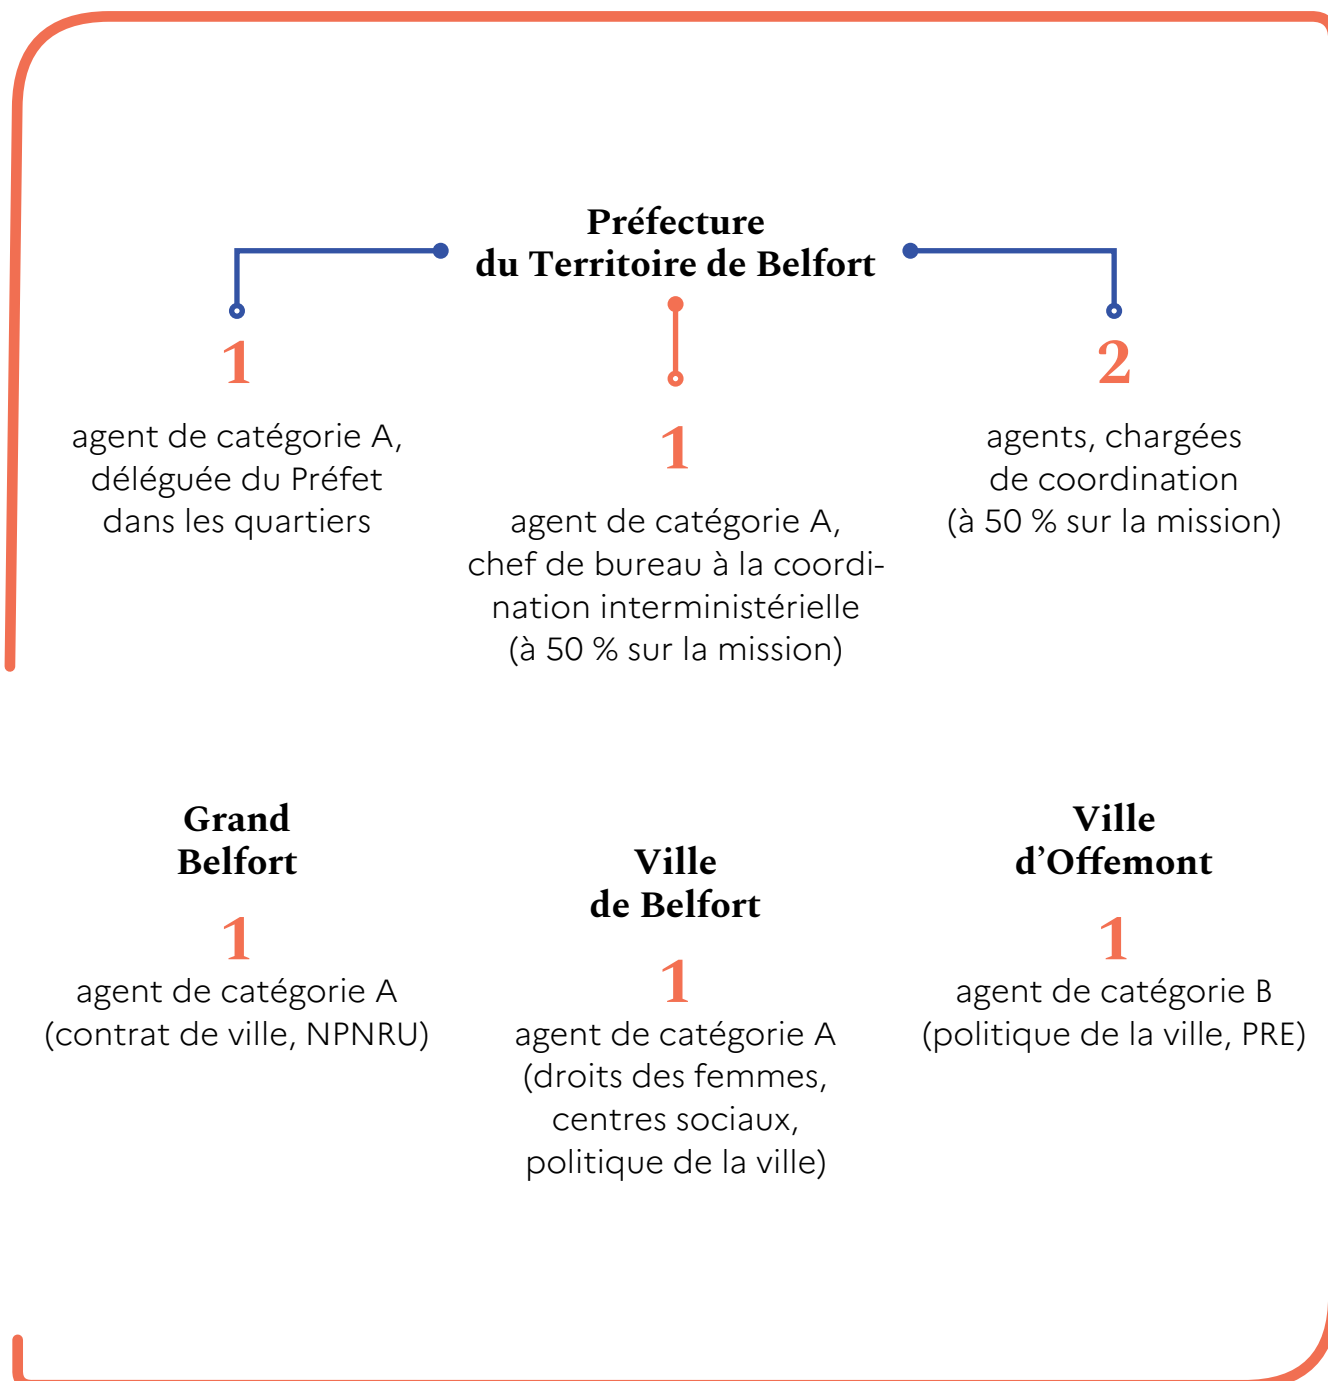 Préfecture
du Territoire de Belfort
1
agent de catégorie A,
déléguée du Préfet
dans les quartiers
1
agent de catégorie A,
chef de bureau à la coordi-
nation interministérielle
(à 50 % sur la mission)
2
agents, chargées
de coordination
(à 50 % sur la mission)
Grand
Belfort
1
agent de catégorie A
(contrat de ville, NPNRU)
Ville
de Belfort
1
agent de catégorie A
(droits des femmes,
centres sociaux,
politique de la ville)
Ville
d’Offemont
1
agent de catégorie B
(politique de la ville, PRE)